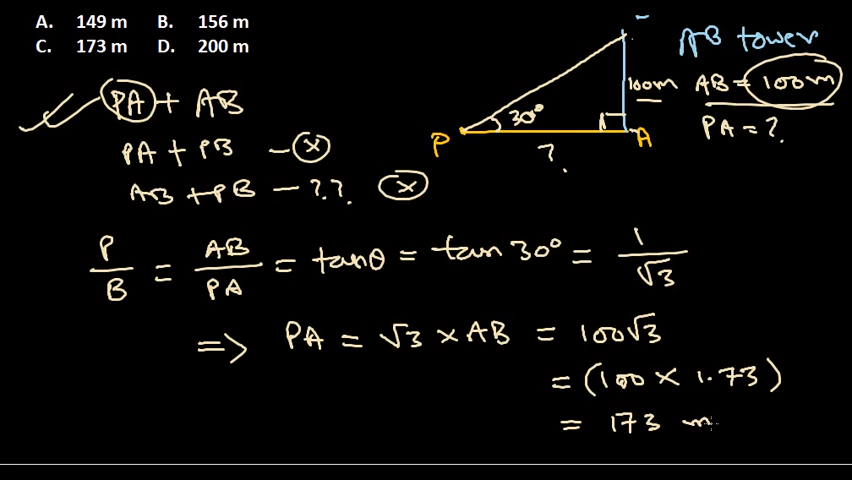 A. 149 m B. 156 m
C. 173 m D. 200 m
AB tower
100m AB = 100m
PA + AB
30°
PA = ?
P A
?
PA + PB — x
AB + PB — ?? x
P/B = AB/PA = tanθ = tan 30° = 1/√3
=> PA = √3 × AB = 100√3
= (100 × 1.73)
= 173 m